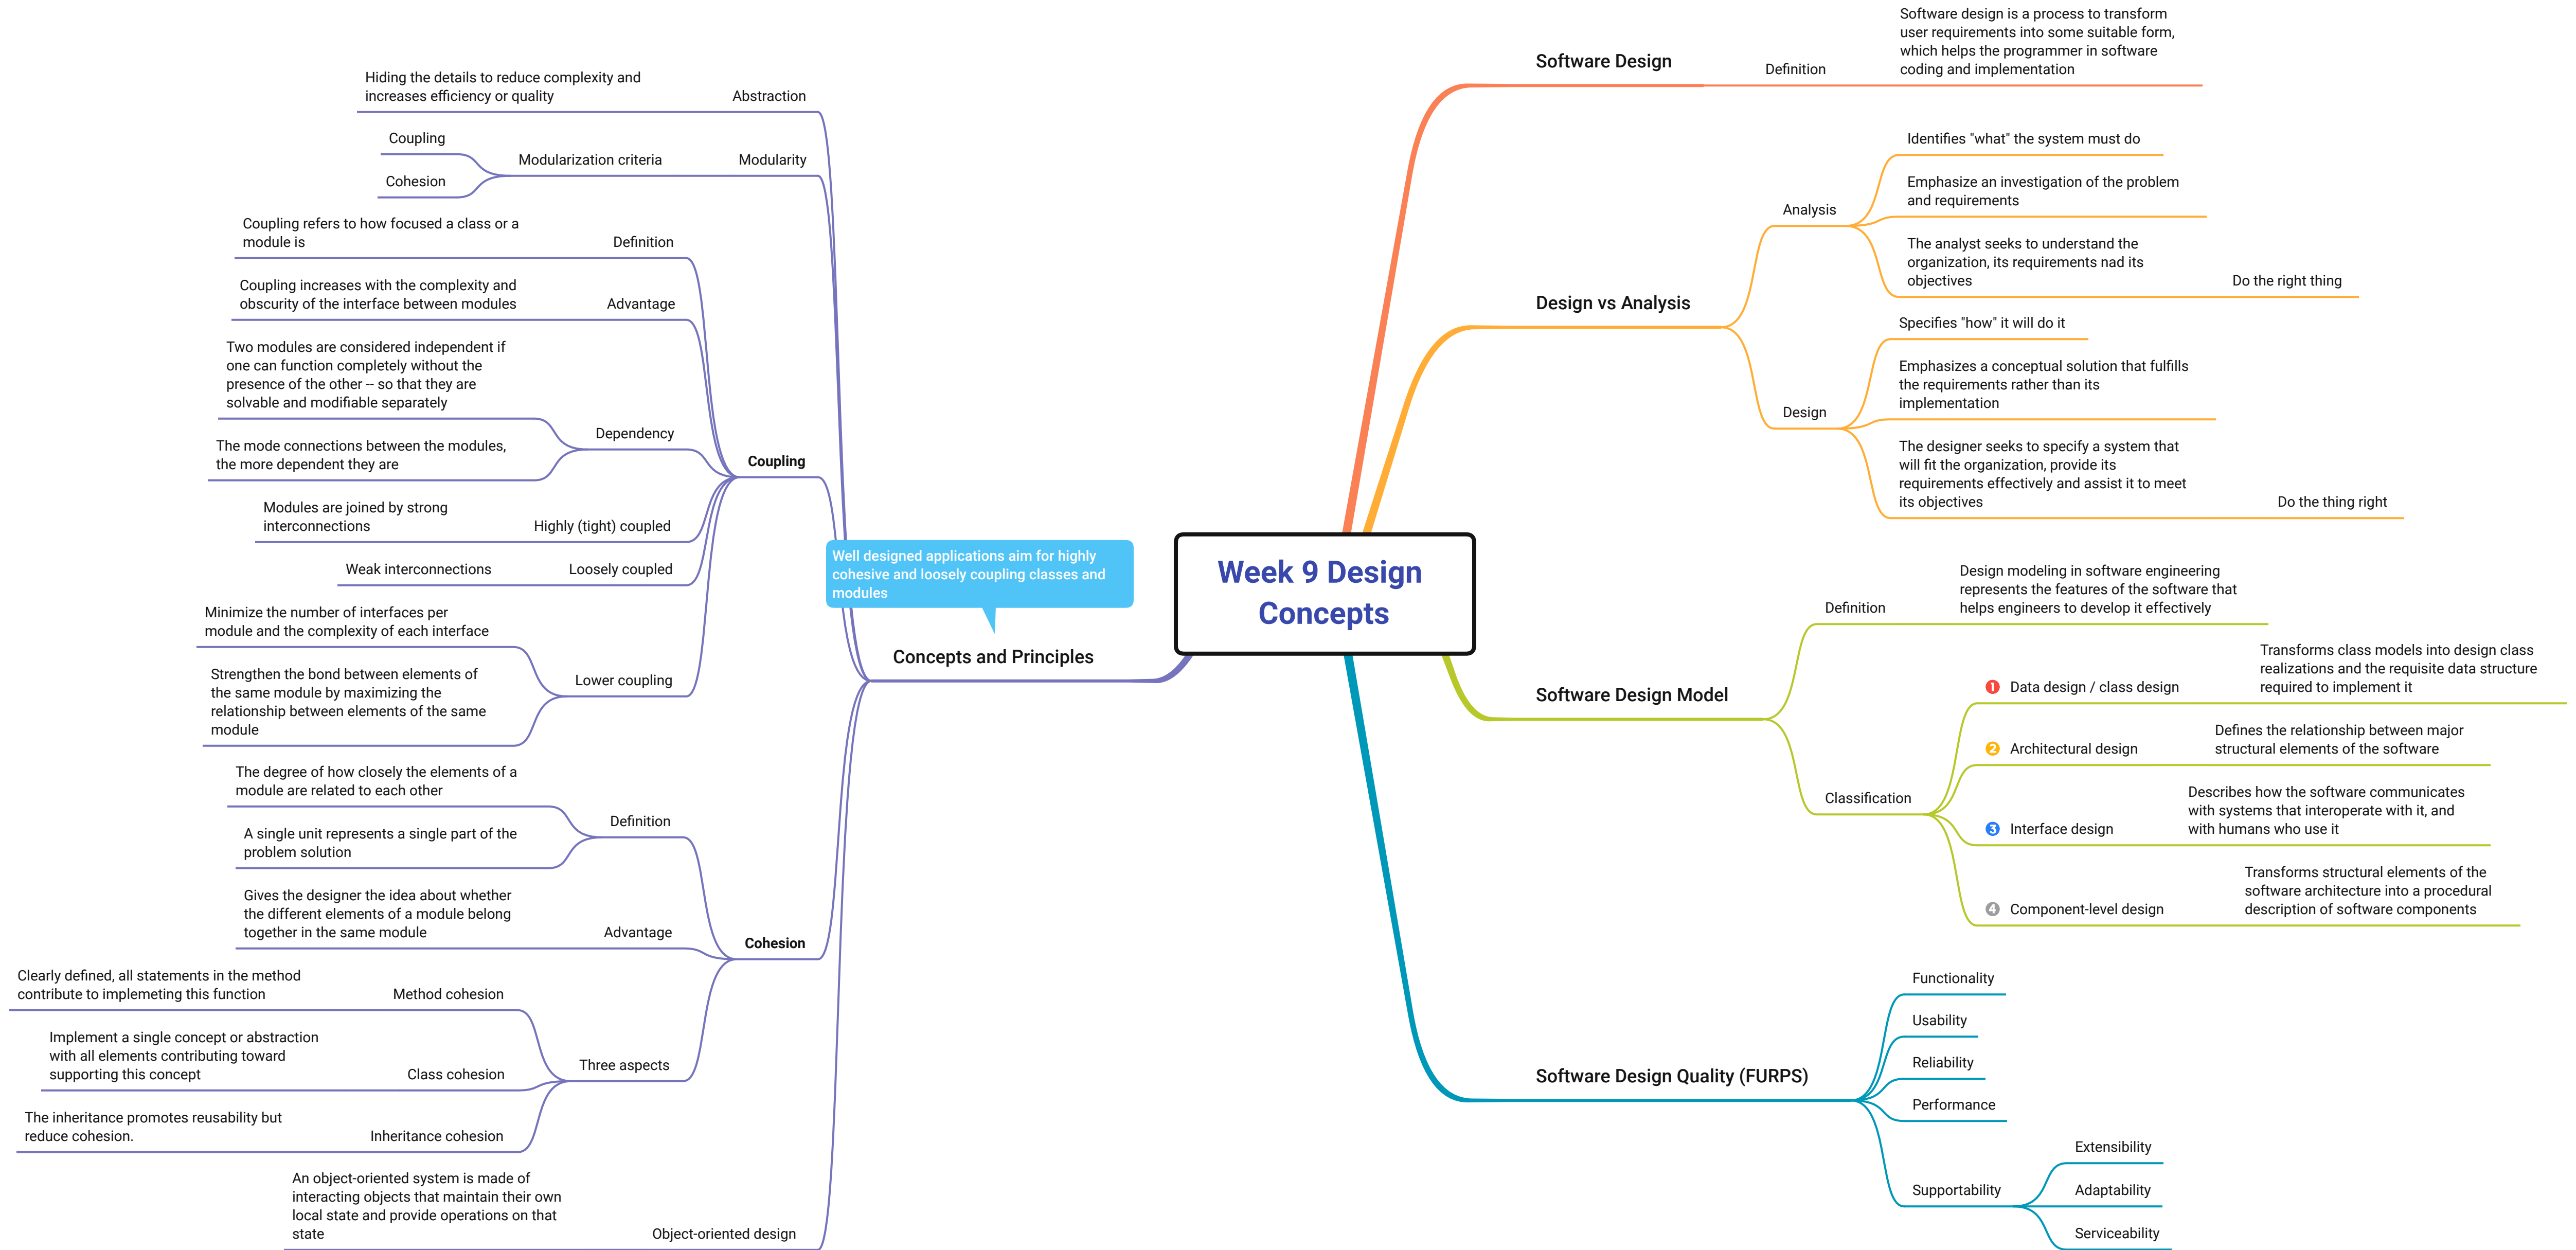 Week 9 Design
Concepts
Software Design
Definition
Software design is a process to transform
user requirements into some suitable form,
which helps the programmer in software
coding and implementation
Design vs Analysis
Analysis
Identifies "what" the system must do
Emphasize an investigation of the problem
and requirements
The analyst seeks to understand the
organization, its requirements nad its
objectives
Do the right thing
Design
Specifies "how" it will do it
Emphasizes a conceptual solution that fulfills
the requirements rather than its
implementation
The designer seeks to specify a system that
will fit the organization, provide its
requirements effectively and assist it to meet
its objectives
Do the thing right
Software Design Model
Definition
Design modeling in software engineering
represents the features of the software that
helps engineers to develop it effectively
Classification
1 Data design / class design
Transforms class models into design class
realizations and the requisite data structure
required to implement it
2 Architectural design
Defines the relationship between major
structural elements of the software
3 Interface design
Describes how the software communicates
with systems that interoperate with it, and
with humans who use it
4 Component-level design
Transforms structural elements of the
software architecture into a procedural
description of software components
Software Design Quality (FURPS)
Functionality
Usability
Reliability
Performance
Supportability
Extensibility
Adaptability
Serviceability
Concepts and Principles
Well designed applications aim for highly
cohesive and loosely coupling classes and
modules
Abstraction
Hiding the details to reduce complexity and
increases efficiency or quality
Modularity
Modularization criteria
Coupling
Cohesion
Coupling
Definition
Coupling refers to how focused a class or a
module is
Advantage
Coupling increases with the complexity and
obscurity of the interface between modules
Dependency
Two modules are considered independent if
one can function completely without the
presence of the other -- so that they are
solvable and modifiable separately
The mode connections between the modules,
the more dependent they are
Highly (tight) coupled
Modules are joined by strong
interconnections
Loosely coupled
Weak interconnections
Lower coupling
Minimize the number of interfaces per
module and the complexity of each interface
Strengthen the bond between elements of
the same module by maximizing the
relationship between elements of the same
module
Cohesion
Definition
The degree of how closely the elements of a
module are related to each other
A single unit represents a single part of the
problem solution
Advantage
Gives the designer the idea about whether
the different elements of a module belong
together in the same module
Three aspects
Method cohesion
Clearly defined, all statements in the method
contribute to implemeting this function
Class cohesion
Implement a single concept or abstraction
with all elements contributing toward
supporting this concept
Inheritance cohesion
The inheritance promotes reusability but
reduce cohesion.
Object-oriented design
An object-oriented system is made of
interacting objects that maintain their own
local state and provide operations on that
state